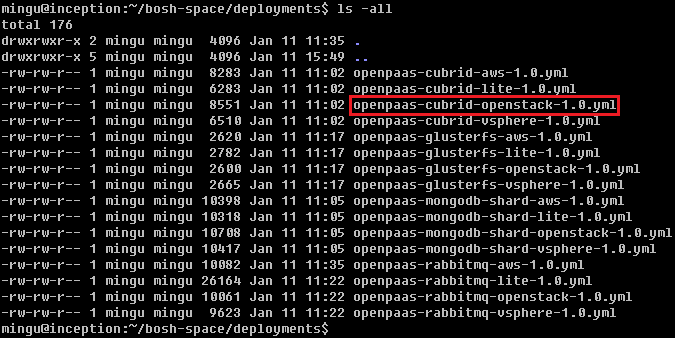 mingu@inception:~/bosh-space/deployments$ ls -all
total 176
drwxrwxr-x 2 mingu mingu  4096 Jan 11 11:35 .
drwxrwxr-x 5 mingu mingu  4096 Jan 11 15:49 ..
-rw-rw-r-- 1 mingu mingu  8283 Jan 11 11:02 openpaas-cubrid-aws-1.0.yml
-rw-rw-r-- 1 mingu mingu  6283 Jan 11 11:02 openpaas-cubrid-lite-1.0.yml
-rw-rw-r-- 1 mingu mingu  8551 Jan 11 11:02 openpaas-cubrid-openstack-1.0.yml
-rw-rw-r-- 1 mingu mingu  6510 Jan 11 11:02 openpaas-cubrid-vsphere-1.0.yml
-rw-rw-r-- 1 mingu mingu  2620 Jan 11 11:17 openpaas-glusterfs-aws-1.0.yml
-rw-rw-r-- 1 mingu mingu  2782 Jan 11 11:17 openpaas-glusterfs-lite-1.0.yml
-rw-rw-r-- 1 mingu mingu  2600 Jan 11 11:17 openpaas-glusterfs-openstack-1.0.yml
-rw-rw-r-- 1 mingu mingu  2665 Jan 11 11:17 openpaas-glusterfs-vsphere-1.0.yml
-rw-rw-r-- 1 mingu mingu 10398 Jan 11 11:05 openpaas-mongodb-shard-aws-1.0.yml
-rw-rw-r-- 1 mingu mingu 10318 Jan 11 11:05 openpaas-mongodb-shard-lite-1.0.yml
-rw-rw-r-- 1 mingu mingu 10708 Jan 11 11:05 openpaas-mongodb-shard-openstack-1.0.yml
-rw-rw-r-- 1 mingu mingu 10417 Jan 11 11:05 openpaas-mongodb-shard-vsphere-1.0.yml
-rw-rw-r-- 1 mingu mingu 10082 Jan 11 11:35 openpaas-rabbitmq-aws-1.0.yml
-rw-rw-r-- 1 mingu mingu 26164 Jan 11 11:22 openpaas-rabbitmq-lite-1.0.yml
-rw-rw-r-- 1 mingu mingu 10061 Jan 11 11:22 openpaas-rabbitmq-openstack-1.0.yml
-rw-rw-r-- 1 mingu mingu  9623 Jan 11 11:22 openpaas-rabbitmq-vsphere-1.0.yml
mingu@inception:~/bosh-space/deployments$